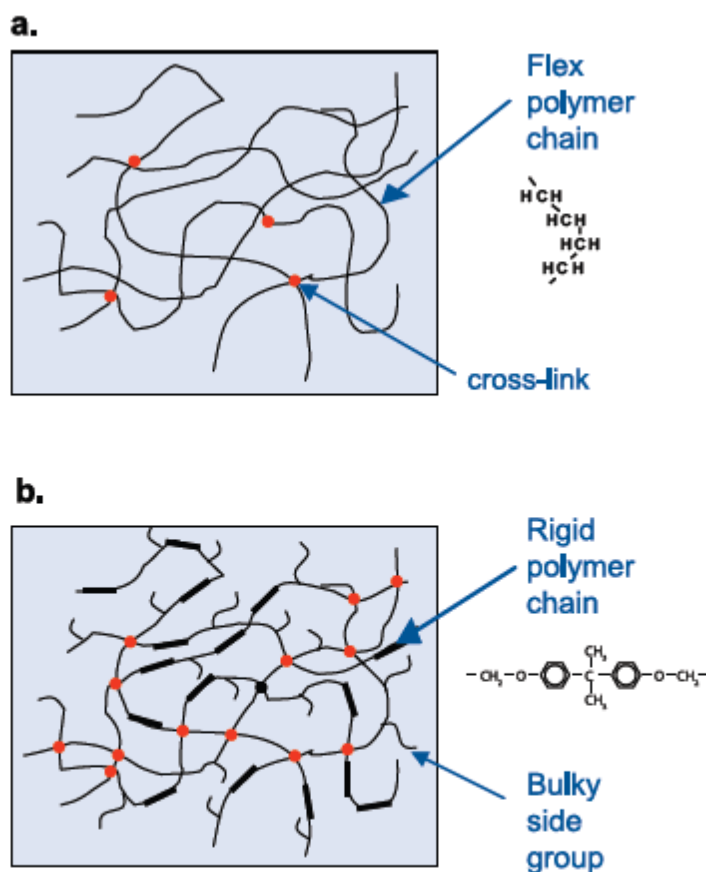 a.
Flex
polymer
chain
HCH
HCH
HCH
HCH
cross-link
b.
Rigid
polymer
chain
CH₃
—CH₂—O—C—O—CH₂—
CH₃
Bulky
side
group